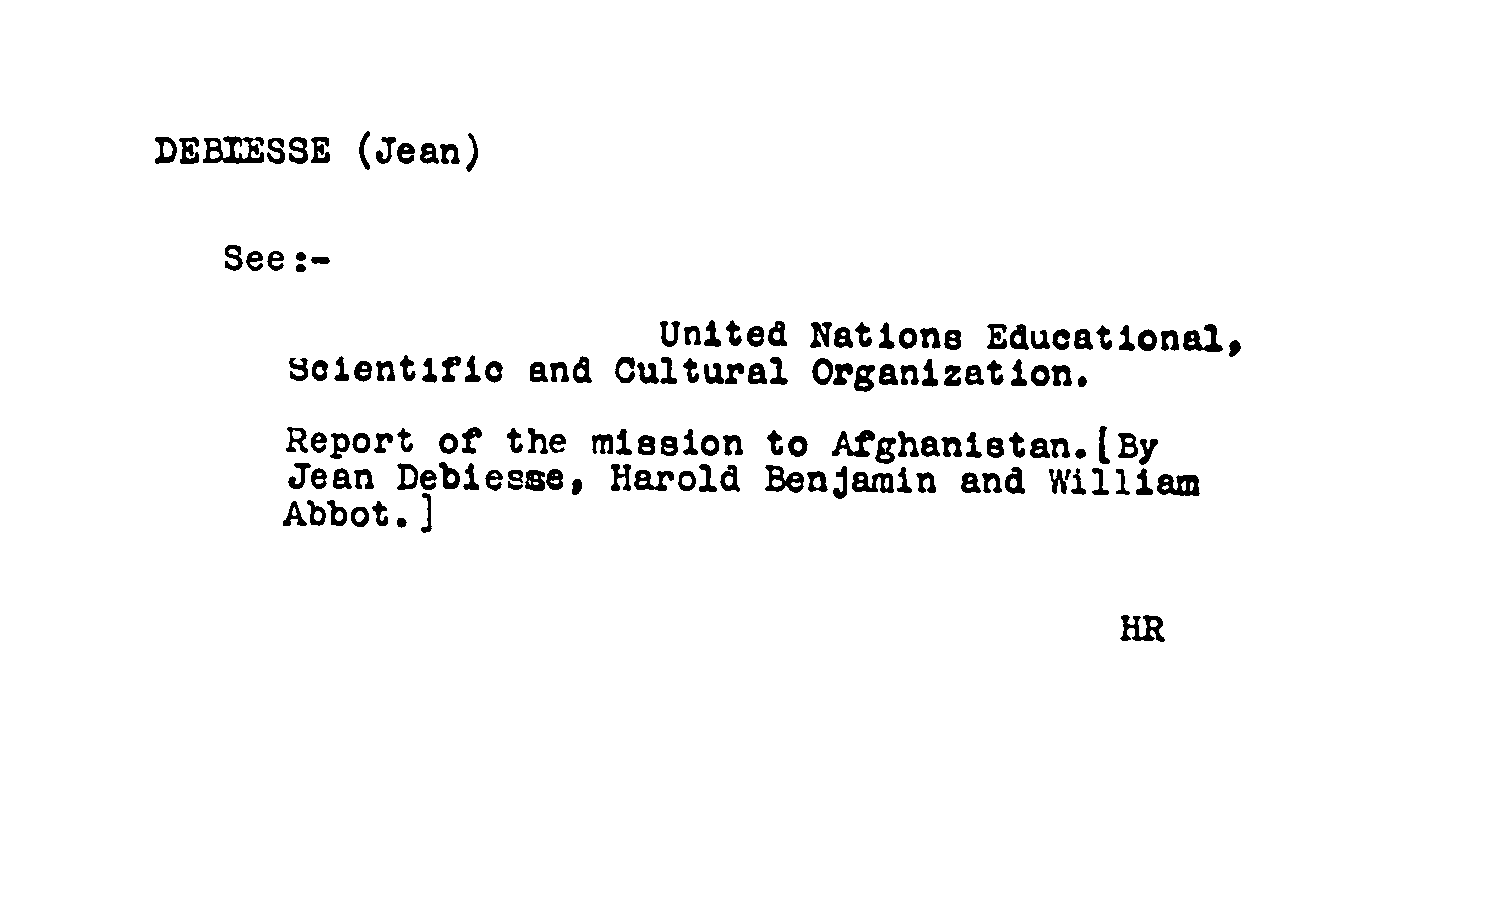 DEBIESSE (Jean)
See:-
United Nations Educational,
Scientific and Cultural Organization.
Report of the mission to Afghanistan.[By
Jean Debiesse, Harold Benjamin and William
Abbot.]
HR